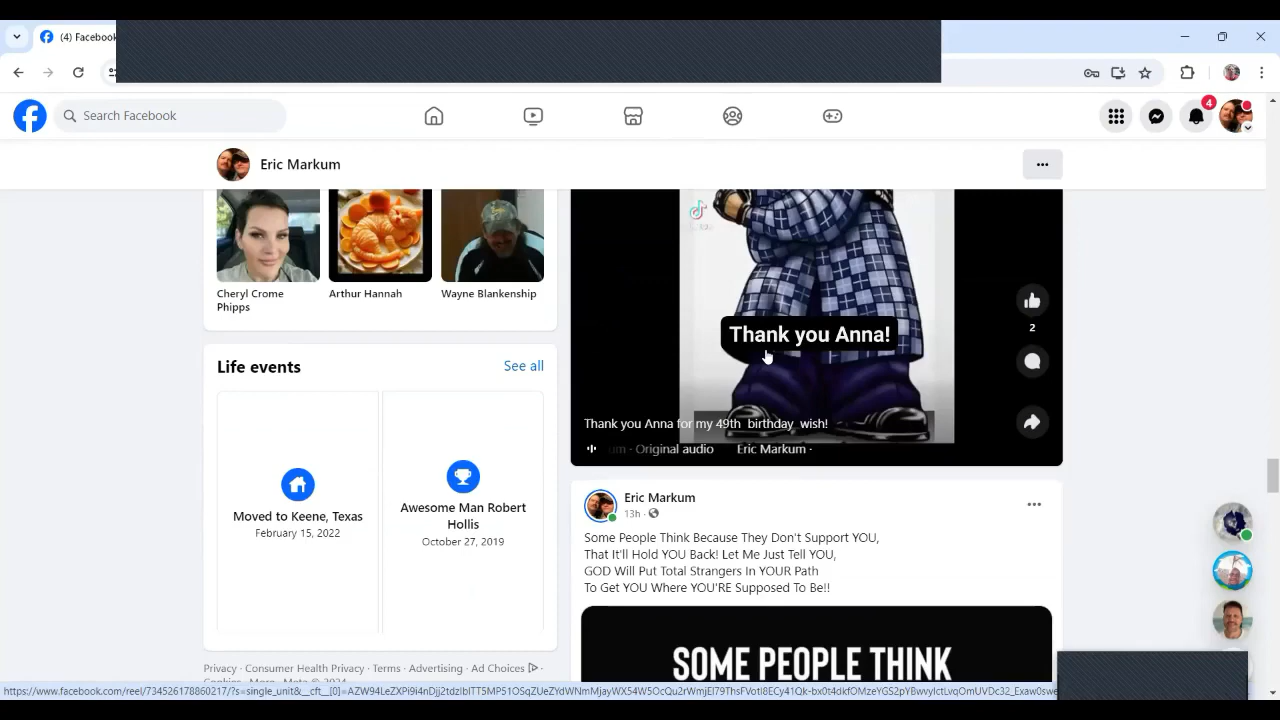 (4) Facebook
Search Facebook
4
Eric Markum
Cheryl Crome
Phipps
Arthur Hannah
Wayne Blankenship
Life events
See all
Moved to Keene, Texas
February 15, 2022
Awesome Man Robert
Hollis
October 27, 2019
Privacy · Consumer Health Privacy · Terms · Advertising · Ad Choices ·
Thank you Anna!
2
Thank you Anna for my 49th birthday wish!
um · Original audio Eric Markum ·
Eric Markum
13h ·
Some People Think Because They Don't Support YOU,
That It'll Hold YOU Back! Let Me Just Tell YOU,
GOD Will Put Total Strangers In YOUR Path
To Get YOU Where YOU'RE Supposed To Be!!
SOME PEOPLE THINK